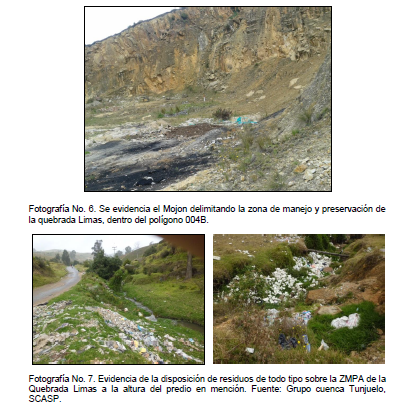 Fotografía No. 6. Se evidencia el Mojon delimitando la zona de manejo y preservación de
la quebrada Limas, dentro del polígono 004B.
Fotografía No. 7. Evidencia de la disposición de residuos de todo tipo sobre la ZMPA de la
Quebrada Limas a la altura del predio en mención. Fuente: Grupo cuenca Tunjuelo,
SCASP.